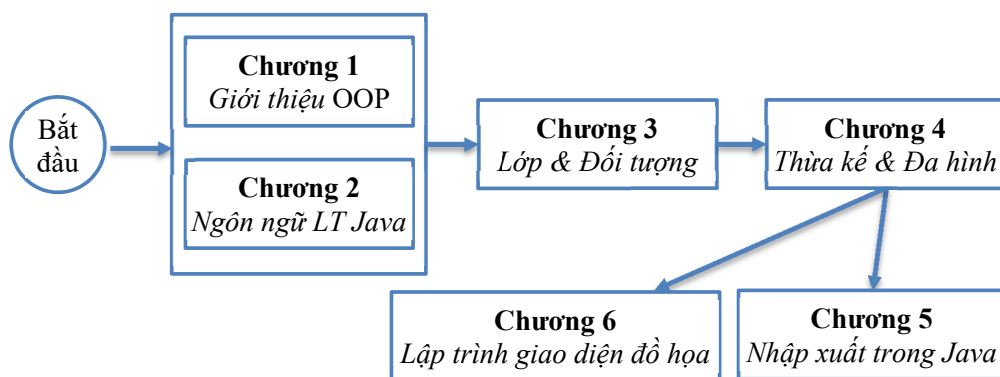 Bắt
đầu
Chương 1
Giới thiệu OOP
Chương 2
Ngôn ngữ LT Java
Chương 3
Lớp & Đối tượng
Chương 4
Thừa kế & Đa hình
Chương 6
Lập trình giao diện đồ họa
Chương 5
Nhập xuất trong Java